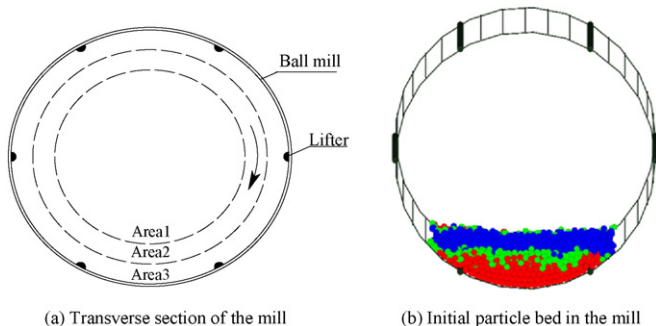 Ball mill
Lifter
Area1
Area2
Area3
(a) Transverse section of the mill
(b) Initial particle bed in the mill